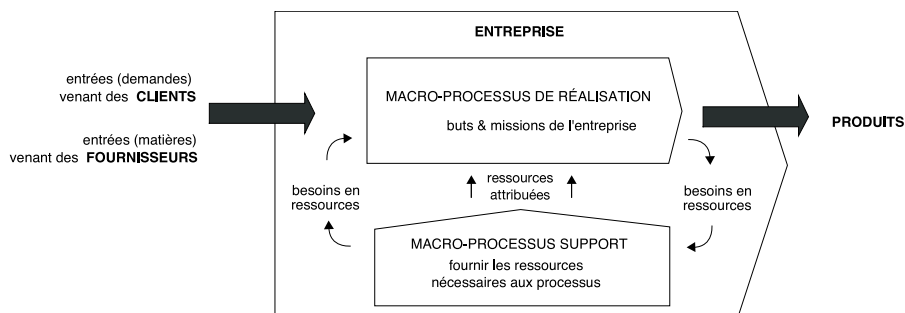 ENTREPRISE
entrées (demandes)
venant des CLIENTS
entrées (matières)
venant des FOURNISSEURS
MACRO-PROCESSUS DE RÉALISATION
buts & missions de l'entreprise
PRODUITS
besoins en
ressources
ressources
attribuées
besoins en
ressources
MACRO-PROCESSUS SUPPORT
fournir les ressources
nécessaires aux processus